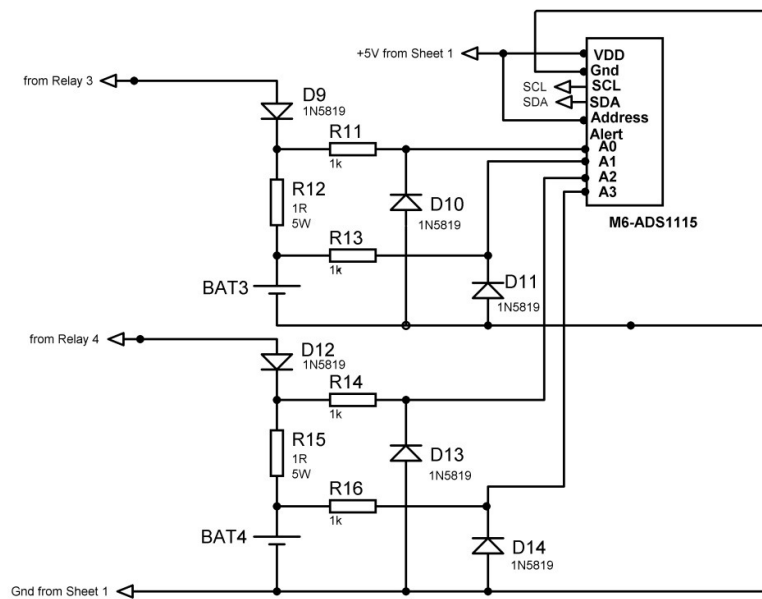 +5V from Sheet 1
VDD
Gnd
SCL
SCL
SDA
SDA
Address
Alert
A0
A1
A2
A3
M6-ADS1115
from Relay 3
D9
1N5819
R11
1k
R12
1R
5W
D10
1N5819
R13
1k
D11
1N5819
BAT3
from Relay 4
D12
1N5819
R14
1k
R15
1R
5W
D13
1N5819
R16
1k
BAT4
D14
1N5819
Gnd from Sheet 1